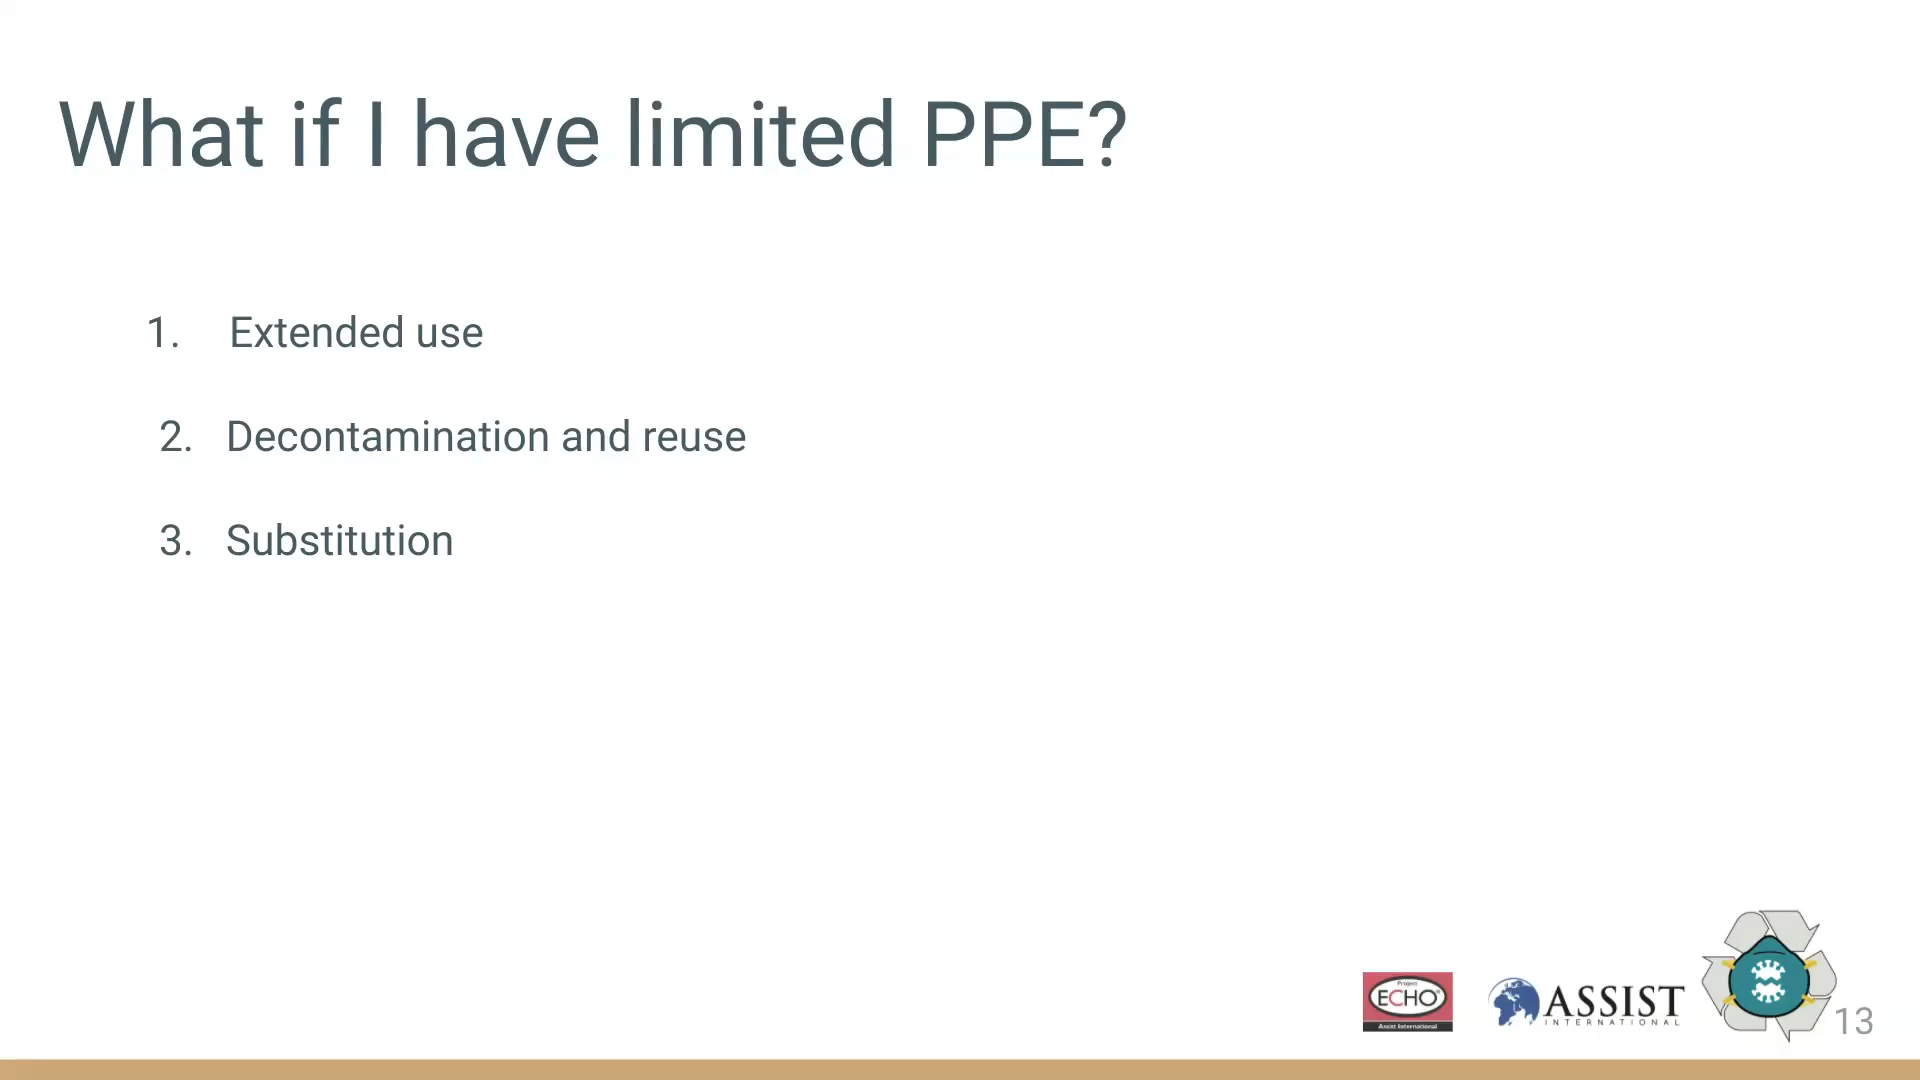 What if I have limited PPE?
1. Extended use
2. Decontamination and reuse
3. Substitution
Project
ECHO®
Assist International
ASSIST
INTERNATIONAL
13